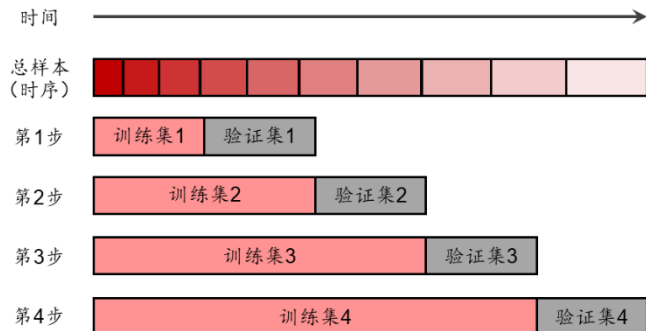 时间
总样本
（时序）
第1步
训练集1 验证集1
第2步
训练集2 验证集2
第3步
训练集3 验证集3
第4步
训练集4 验证集4